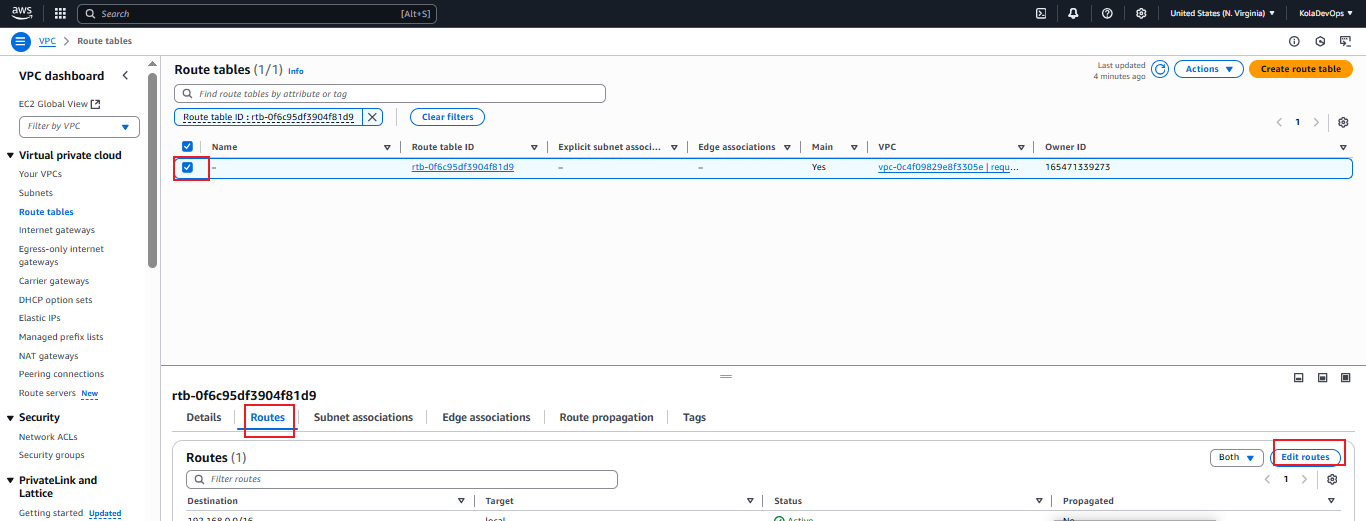 aws Search [Alt+S] United States (N. Virginia) KolaDevOps
VPC Route tables
VPC dashboard
EC2 Global View
Filter by VPC
Virtual private cloud
Your VPCs
Subnets
Route tables
Internet gateways
Egress-only internet
gateways
Carrier gateways
DHCP option sets
Elastic IPs
Managed prefix lists
NAT gateways
Peering connections
Route servers New
Security
Network ACLs
Security groups
PrivateLink and
Lattice
Getting started Updated
Route tables (1/1) Info
Last updated
4 minutes ago
Actions Create route table
Find route tables by attribute or tag
Route table ID : rtb-0f6c95df3904f81d9 Clear filters
1
Name Route table ID Explicit subnet associ... Edge associations Main VPC Owner ID
– rtb-0f6c95df3904f81d9 – – Yes vpc-0c4f09829e8f3305e | requ... 165471339273
rtb-0f6c95df3904f81d9
Details Routes Subnet associations Edge associations Route propagation Tags
Routes (1) Both Edit routes
Filter routes 1
Destination Target Status Propagated
192.168.0.0/16 local Active No